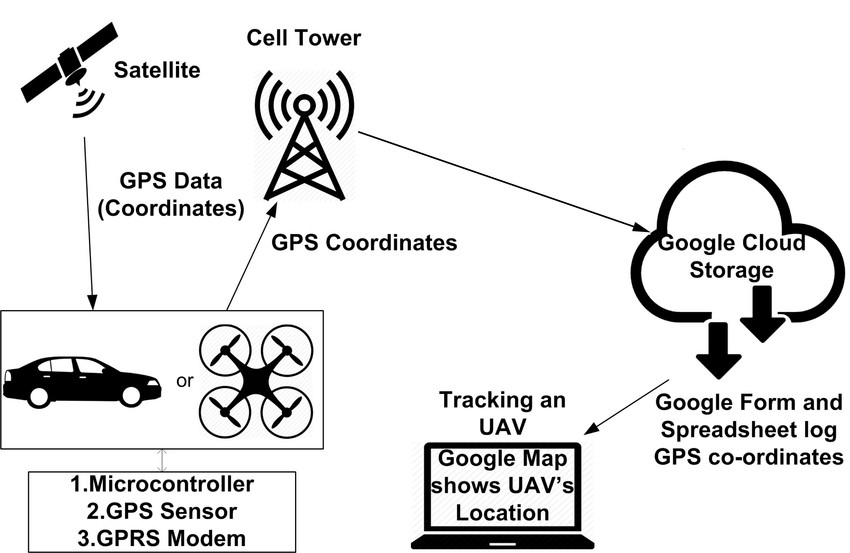 Cell Tower
Satellite
GPS Data
(Coordinates)
GPS Coordinates
Google Cloud
Storage
or
Tracking an
UAV
Google Form and
Spreadsheet log
GPS co-ordinates
Google Map
shows UAV's
Location
1.Microcontroller
2.GPS Sensor
3.GPRS Modem